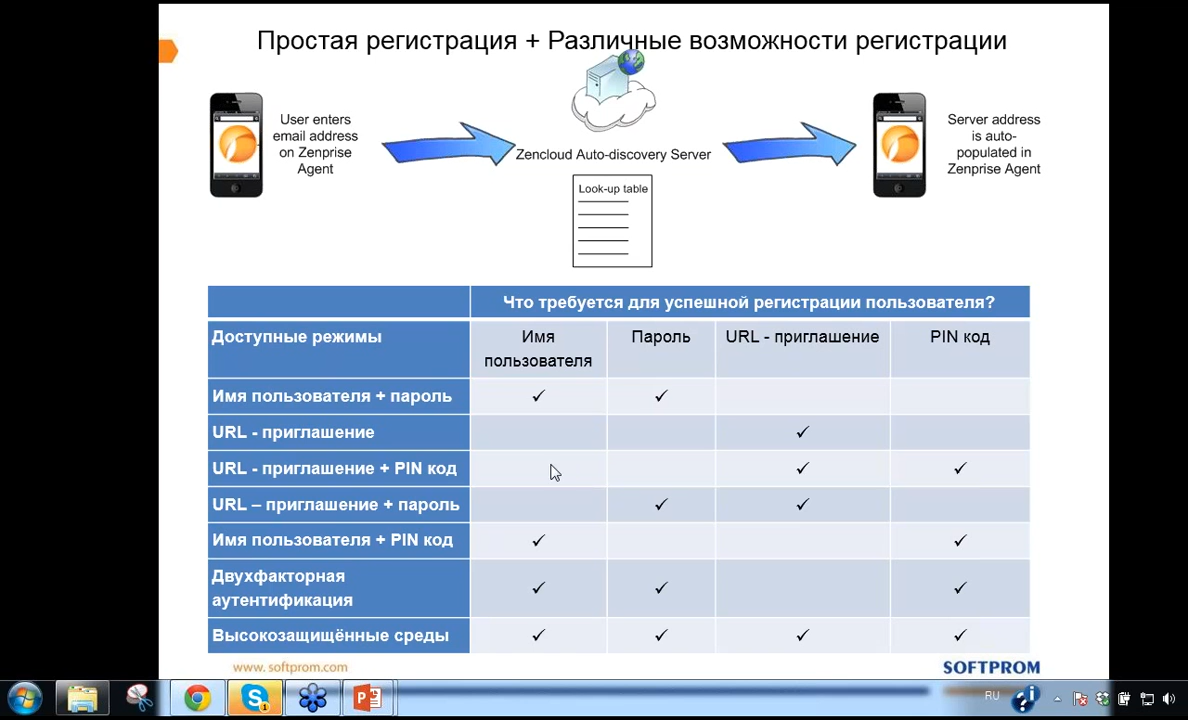 Простая регистрация + Различные возможности регистрации
User enters
email address
on Zenprise
Agent
Zencloud Auto-discovery Server
Server address
is auto-
populated in
Zenprise Agent
Look-up table
Что требуется для успешной регистрации пользователя?
Доступные режимы
Имя
пользователя
Пароль
URL - приглашение
PIN код
Имя пользователя + пароль ✓ ✓
URL - приглашение ✓
URL - приглашение + PIN код ✓ ✓
URL – приглашение + пароль ✓ ✓
Имя пользователя + PIN код ✓ ✓
Двухфакторная
аутентификация ✓ ✓ ✓
Высокозащищённые среды ✓ ✓ ✓ ✓
www. softprom.com
SOFTPROM
RU